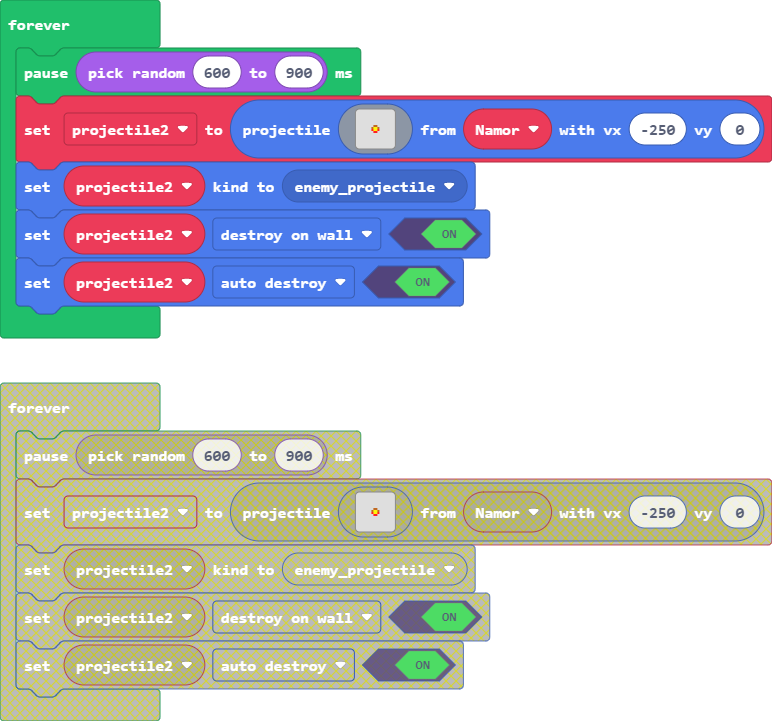 forever
pause pick random 600 to 900 ms
set projectile2 to projectile from Namor with vx -250 vy 0
set projectile2 kind to enemy_projectile
set projectile2 destroy on wall ON
set projectile2 auto destroy ON
forever
pause pick random 600 to 900 ms
set projectile2 to projectile from Namor with vx -250 vy 0
set projectile2 kind to enemy_projectile
set projectile2 destroy on wall ON
set projectile2 auto destroy ON